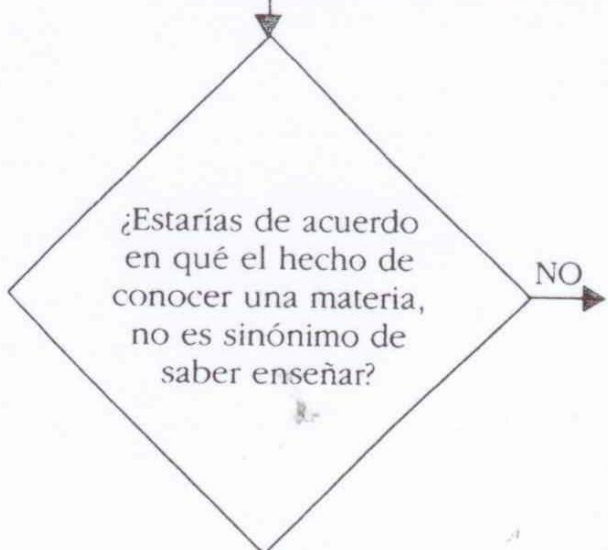 ¿Estarías de acuerdo
en qué el hecho de
conocer una materia,
no es sinónimo de
saber enseñar?
NO